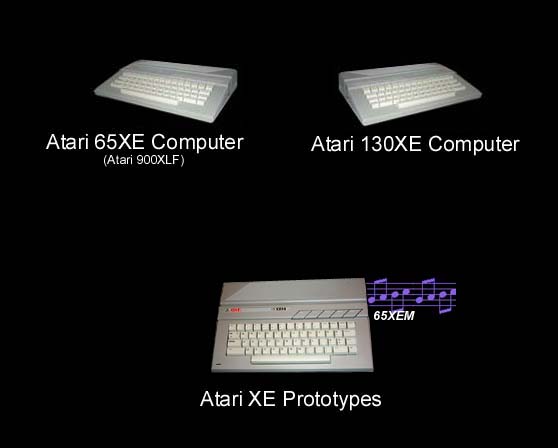 Atari 65XE Computer
(Atari 900XLF)
Atari 130XE Computer
65XEM
Atari XE Prototypes